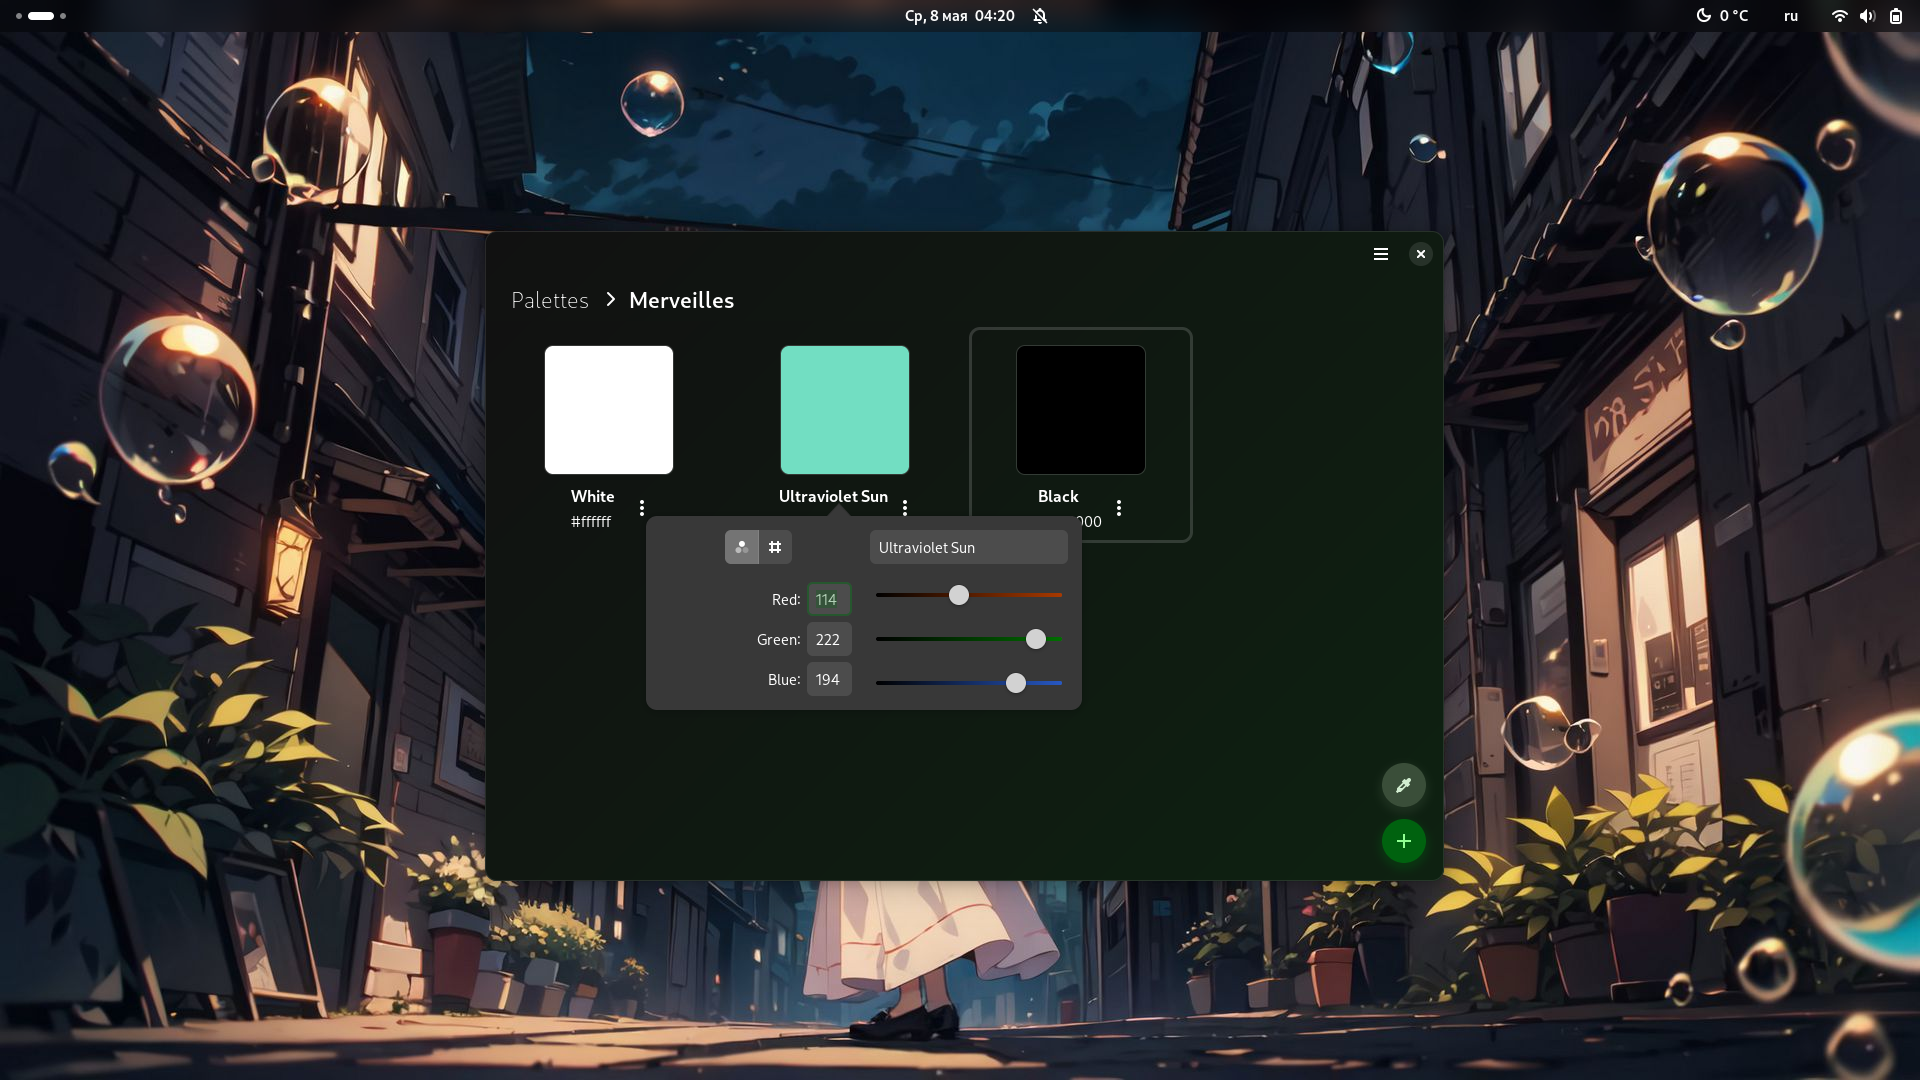 Ср, 8 мая 04:20
0 °C
ru
Palettes
Merveilles
White
#ffffff
Ultraviolet Sun
Black
000
Ultraviolet Sun
Red: 114
Green: 222
Blue: 194